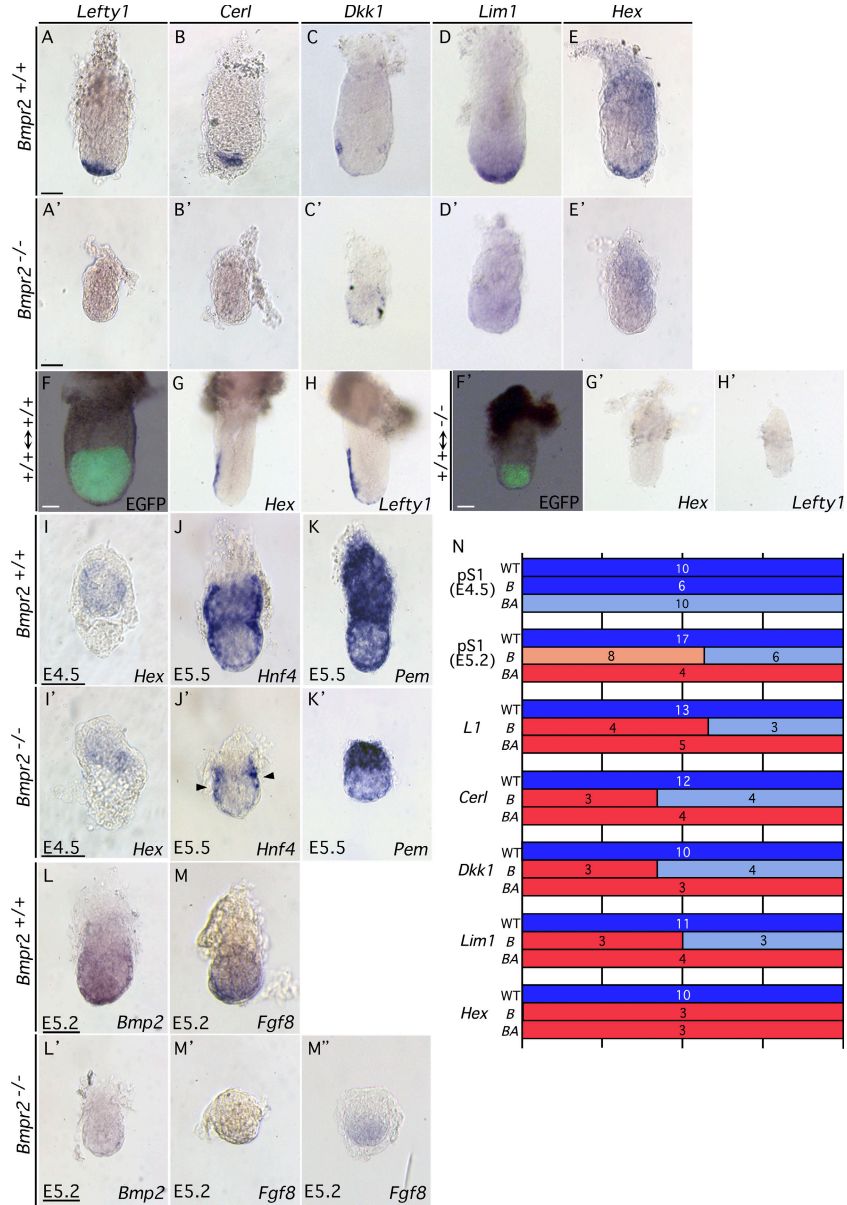 Lefty1 Cerl Dkk1 Lim1 Hex
Bmpr2 +/+
A B C D E
Bmpr2 -/-
A' B' C' D' E'
+/+↔+/+
F G H
EGFP Hex Lefty1
+/+↔-/-
F' G' H'
EGFP Hex Lefty1
Bmpr2 +/+
I J K
E4.5 Hex E5.5 Hnf4 E5.5 Pem
Bmpr2 -/-
I' J' K'
E4.5 Hex E5.5 Hnf4 E5.5 Pem
Bmpr2 +/+
L M
E5.2 Bmp2 E5.2 Fgf8
Bmpr2 -/-
L' M' M"
E5.2 Bmp2 E5.2 Fgf8 E5.2 Fgf8
N
pS1 (E4.5)
WT 10
B 6
BA 10
pS1 (E5.2)
WT 17
B 8 6
BA 4
L1
WT 13
B 4 3
BA 5
Cerl
WT 12
B 3 4
BA 4
Dkk1
WT 10
B 3 4
BA 3
Lim1
WT 11
B 3 3
BA 4
Hex
WT 10
B 3
BA 3